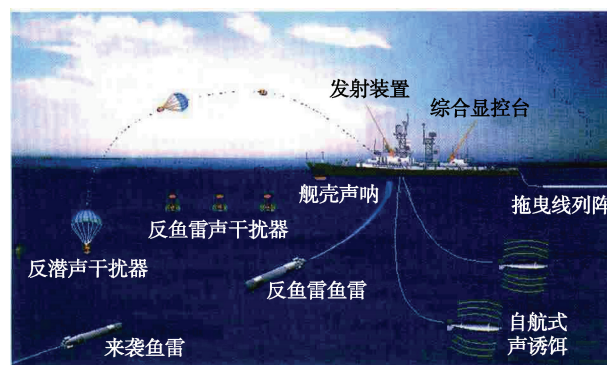 发射装置
综合显控台
舰壳声呐
拖曳线列阵
反鱼雷声干扰器
反潜声干扰器
反鱼雷鱼雷
自航式
声诱饵
来袭鱼雷